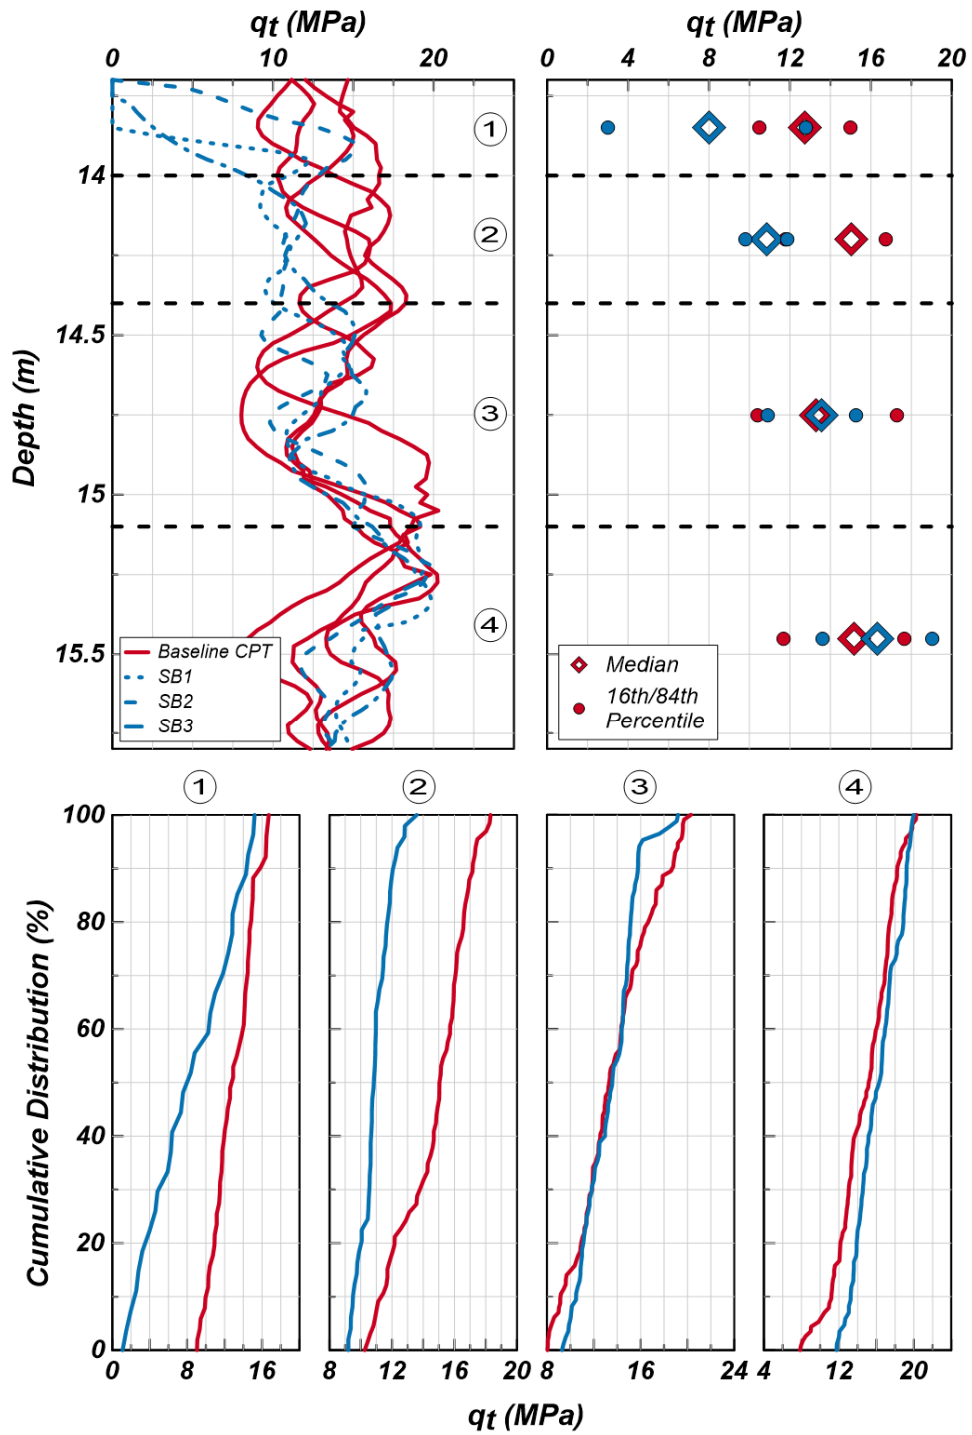 qt (MPa)
qt (MPa)
0 10 20
0 4 8 12 16 20
Depth (m)
14
14.5
15
15.5
1
2
3
4
Baseline CPT
SB1
SB2
SB3
Median
16th/84th
Percentile
1 2 3 4
Cumulative Distribution (%)
100
80
60
40
20
0
0 8 16
8 12 16 20
8 16 24
4 12 20
qt (MPa)